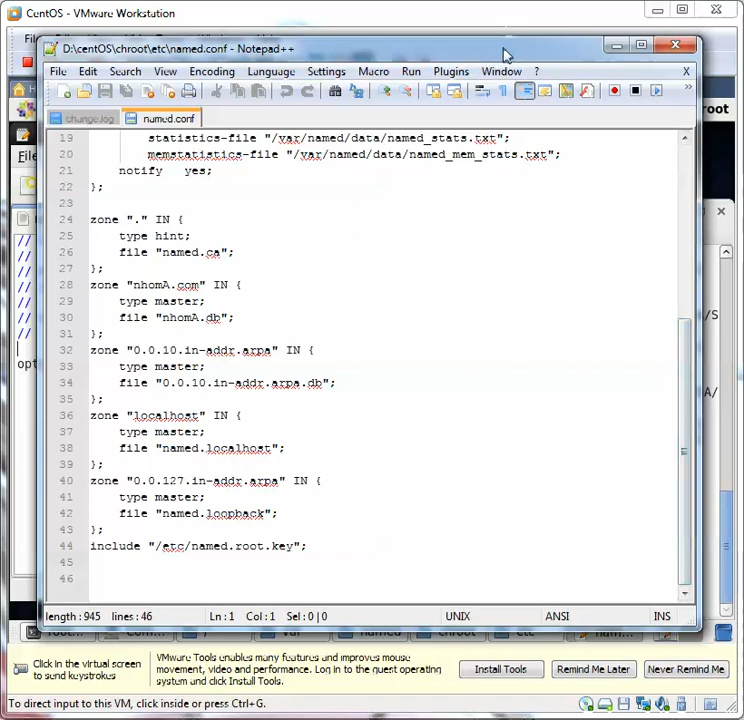 CentOS - VMware Workstation
D:\centOS\chroot\etc\named.conf - Notepad++
File Edit Search View Encoding Language Settings Macro Run Plugins Window ? X
change.log named.conf
19 statistics-file "/var/named/data/named_stats.txt";
20 memstatistics-file "/var/named/data/named_mem_stats.txt";
21 notify yes;
22 };
23
24 zone "." IN {
25 type hint;
26 file "named.ca";
27 };
28 zone "nhomA.com" IN {
29 type master;
30 file "nhomA.db";
31 };
32 zone "0.0.10.in-addr.arpa" IN {
33 type master;
34 file "0.0.10.in-addr.arpa.db";
35 };
36 zone "localhost" IN {
37 type master;
38 file "named.localhost";
39 };
40 zone "0.0.127.in-addr.arpa" IN {
41 type master;
42 file "named.loopback";
43 };
44 include "/etc/named.root.key";
45
46
length : 945 lines : 46 Ln : 1 Col : 1 Sel : 0 | 0 UNIX ANSI INS
Click in the virtual screen
to send keystrokes
VMware Tools enables many features and improves mouse
movement, video and performance. Log in to the guest operating
system and click Install Tools.
Install Tools Remind Me Later Never Remind Me
To direct input to this VM, click inside or press Ctrl+G.